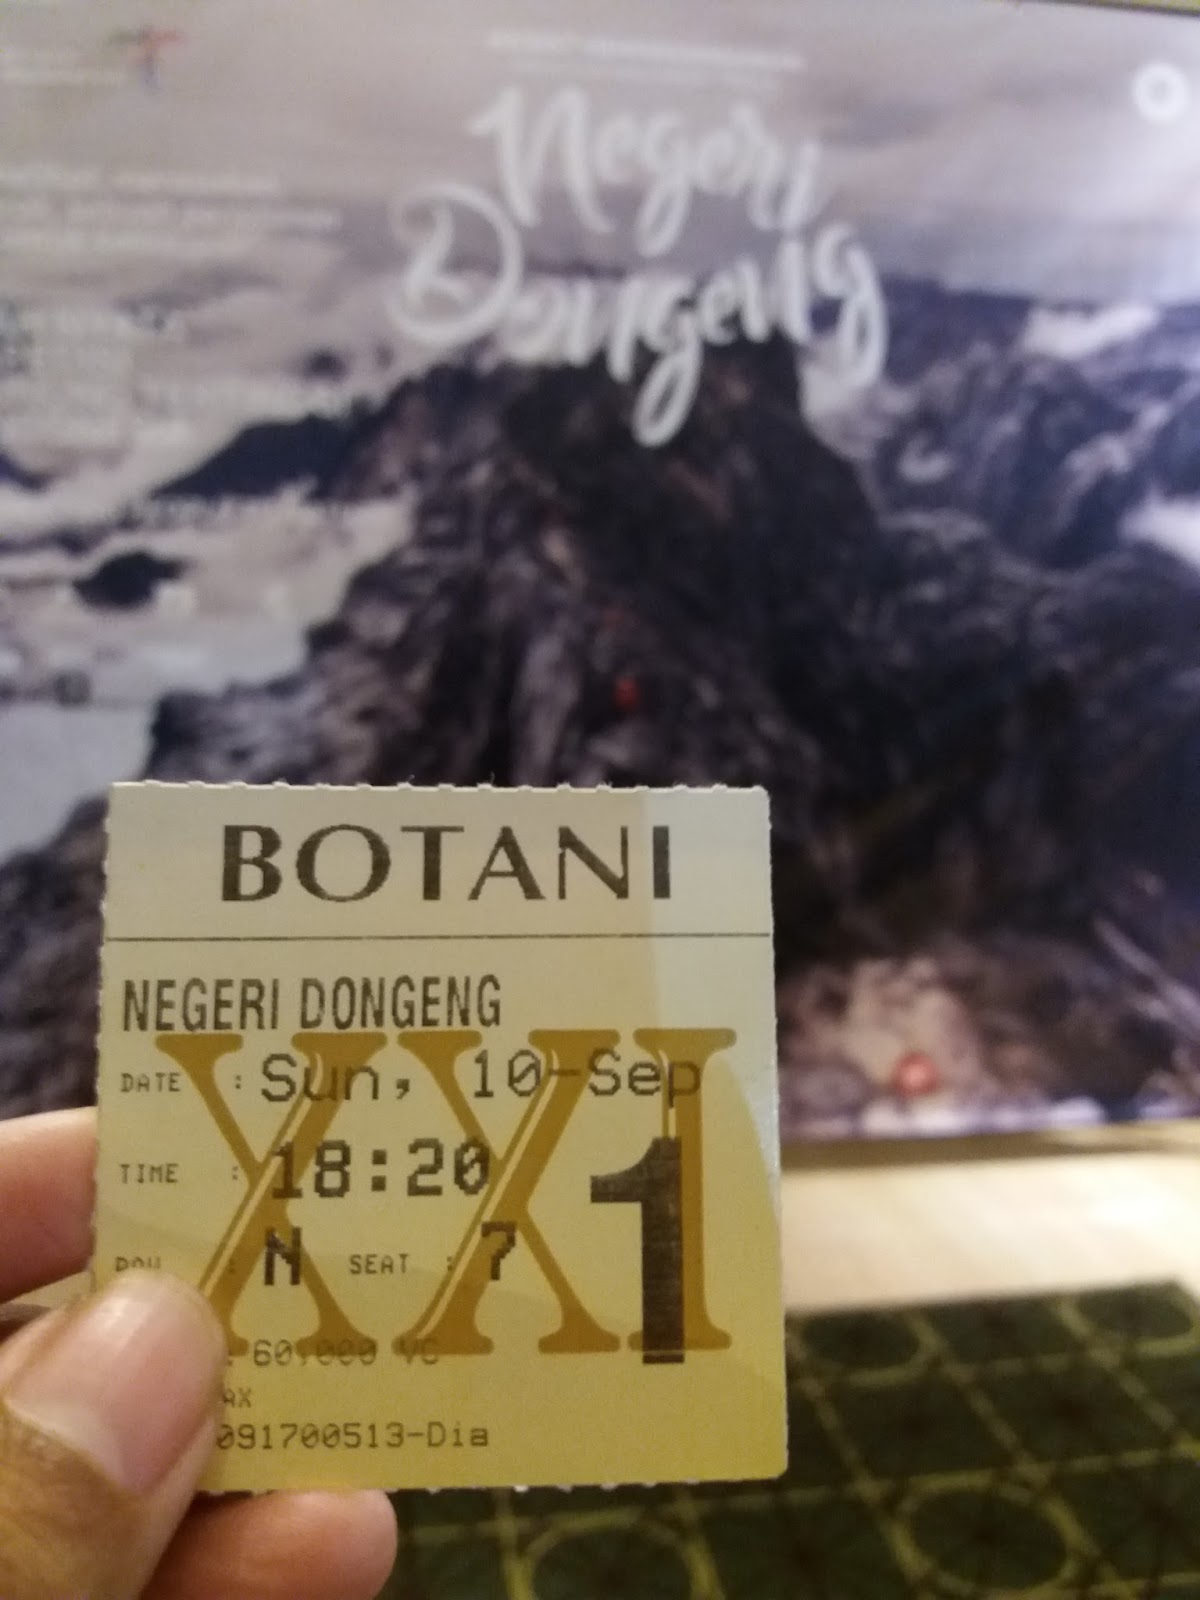 Negeri
Dongeng
BOTANI
NEGERI DONGENG
DATE : Sun, 10-Sep
TIME : 18:20
: N SEAT : 7
1
XXI
60.000
091700513-Dia